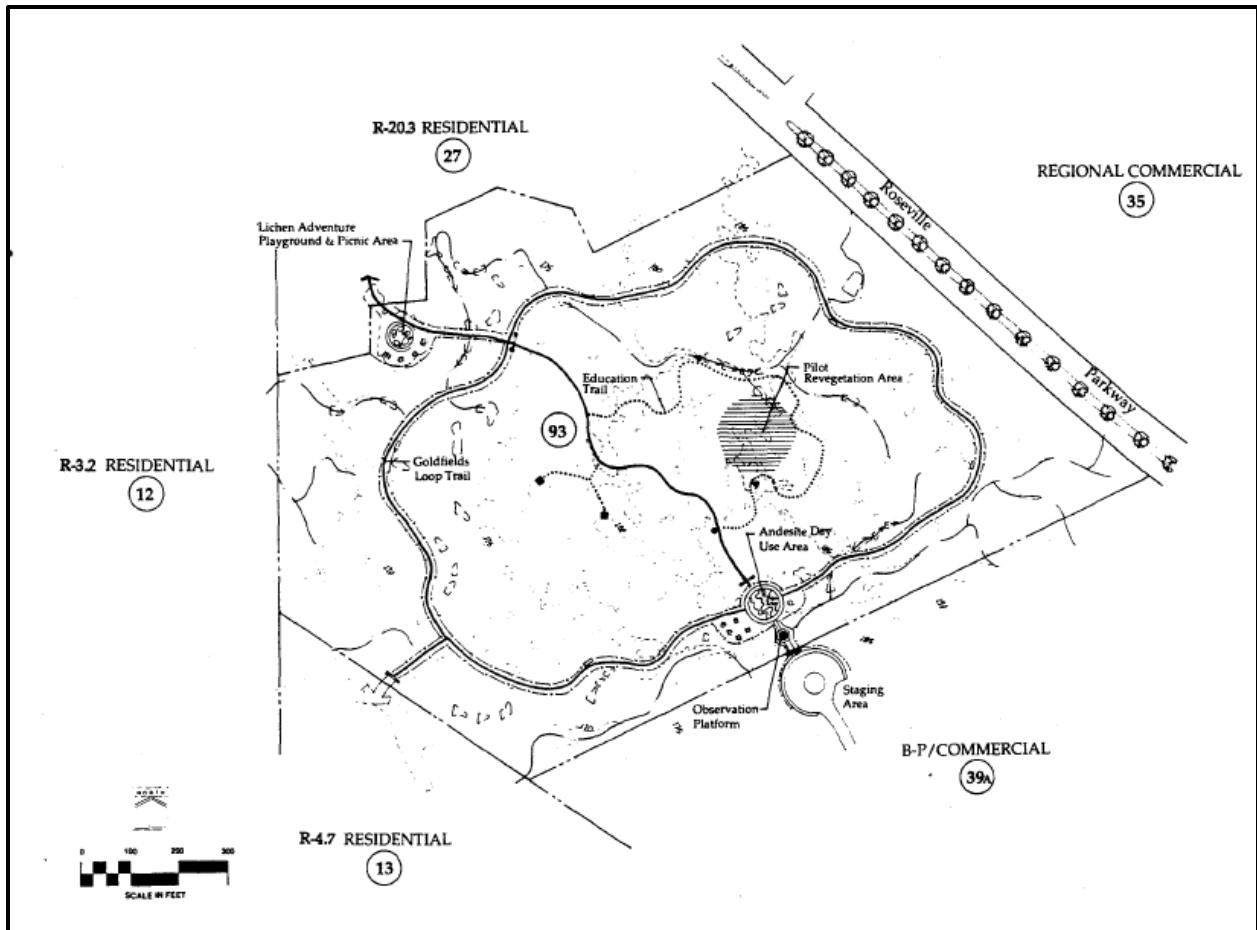 R-20.3 RESIDENTIAL
27
REGIONAL COMMERCIAL
35
Roseville
Parkway
Lichen Adventure
Playground & Picnic Area
Education
Trail
Pilot
Revegetation Area
93
Goldfields
Loop Trail
R-3.2 RESIDENTIAL
12
Andesite Dey
Use Area
Observation
Platform
Staging
Area
B-P/COMMERCIAL
39A
R-4.7 RESIDENTIAL
13
NORTH
0 100 200 300
SCALE IN FEET